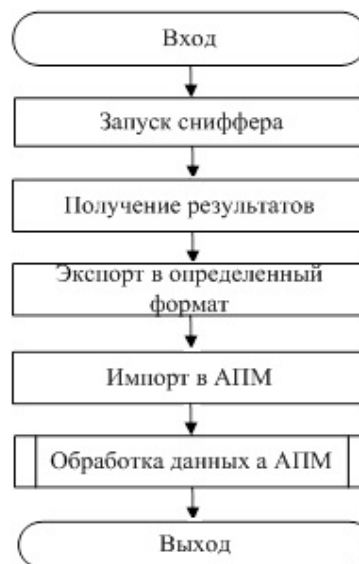 Вход
Запуск сниффера
Получение результатов
Экспорт в определенный
формат
Импорт в АПМ
Обработка данных а АПМ
Выход